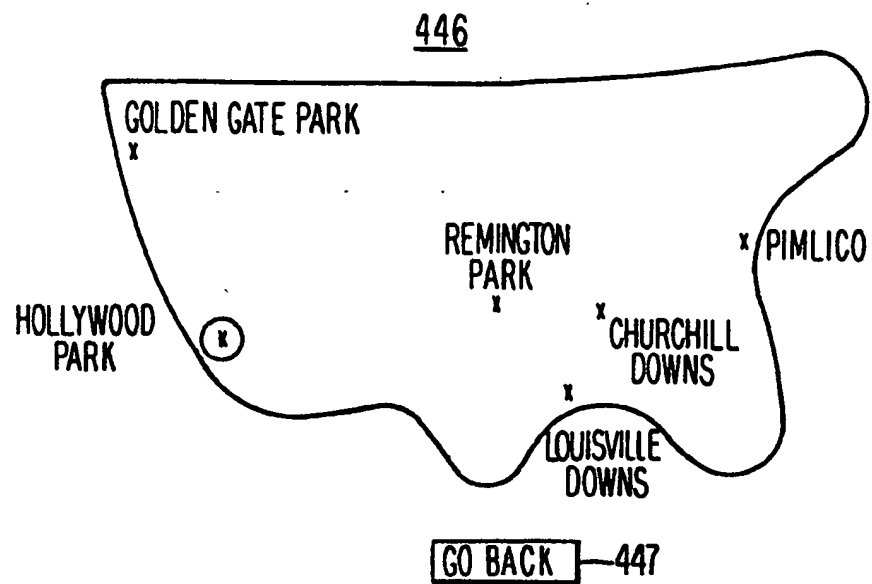 446
GOLDEN GATE PARK
x
REMINGTON
PARK
x
x PIMLICO
HOLLYWOOD
PARK
x
x
CHURCHILL
DOWNS
x
LOUISVILLE
DOWNS
GO BACK 447